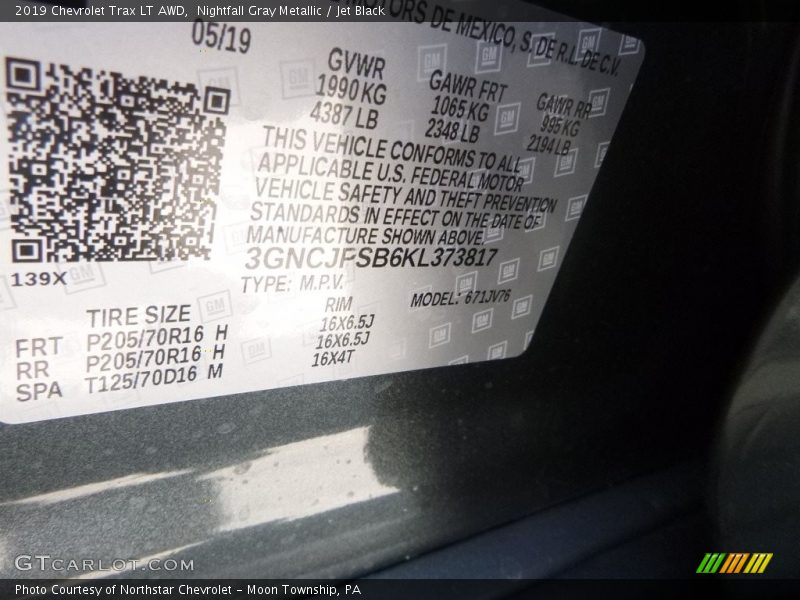 2019 Chevrolet Trax LT AWD, Nightfall Gray Metallic / Jet Black
MOTORS DE MEXICO, S. DE R.L. DE C.V.
05/19
GVWR GAWR FRT GAWR RR
1990 KG 1065 KG 995 KG
4387 LB 2348 LB 2194 LB
THIS VEHICLE CONFORMS TO ALL
APPLICABLE U.S. FEDERAL MOTOR
VEHICLE SAFETY AND THEFT PREVENTION
STANDARDS IN EFFECT ON THE DATE OF
MANUFACTURE SHOWN ABOVE.
3GNCJPSB6KL373817
139X
TYPE: M.P.V. MODEL: 671JV76
TIRE SIZE RIM
FRT P205/70R16 H 16X6.5J
RR P205/70R16 H 16X6.5J
SPA T125/70D16 M 16X4T
GTCARLOT.COM
Photo Courtesy of Northstar Chevrolet - Moon Township, PA